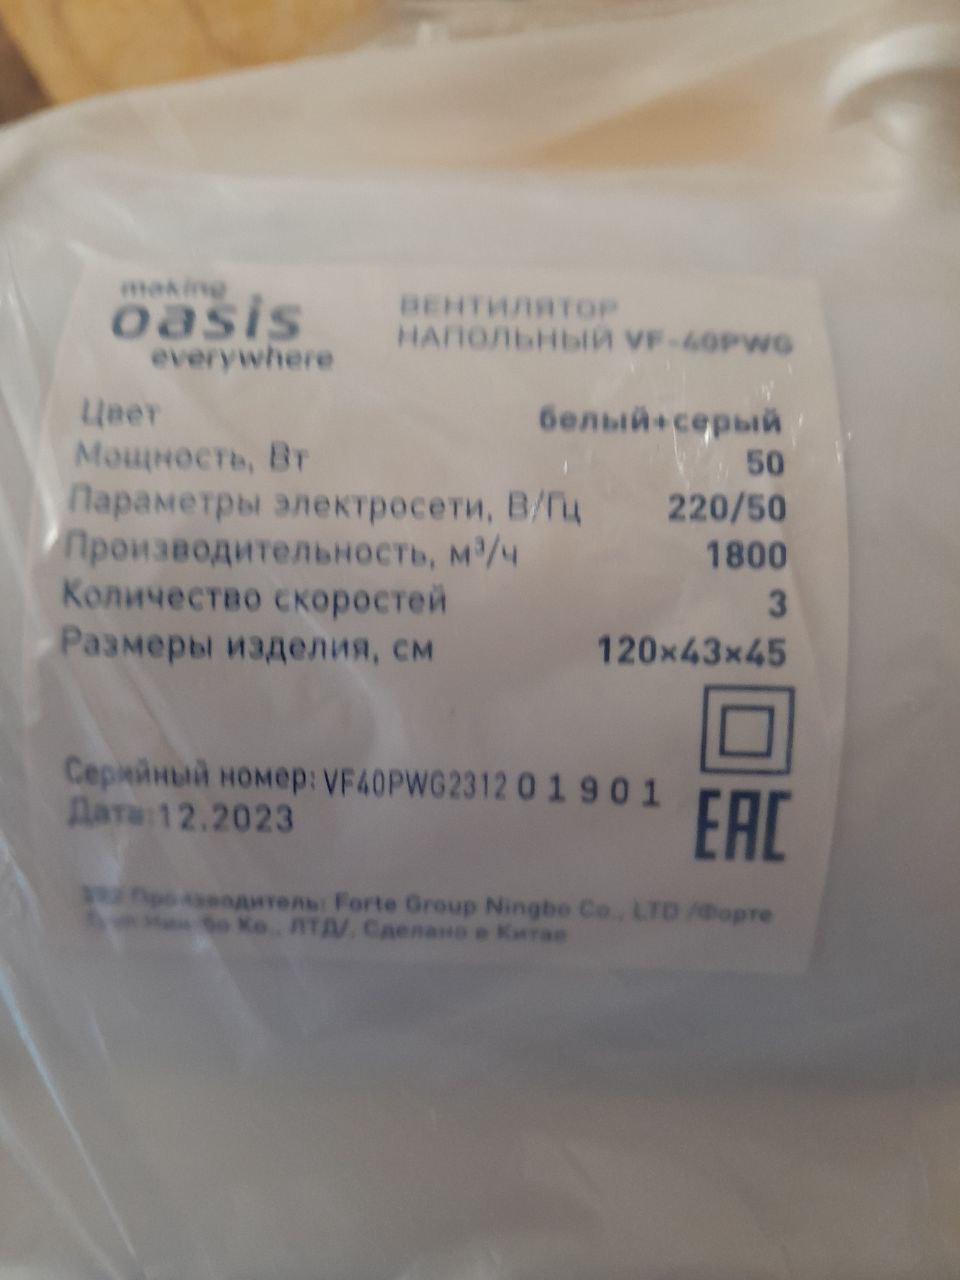 making
oasis
everywhere
ВЕНТИЛЯТОР
НАПОЛЬНЫЙ VF-40PWG
Цвет белый+серый
Мощность, Вт 50
Параметры электросети, В/Гц 220/50
Производительность, м³/ч 1800
Количество скоростей 3
Размеры изделия, см 120×43×45
Серийный номер: VF40PWG2312 0 1 9 0 1
Дата:12.2023
EAC
Производитель: Forte Group Ningbo Co., LTD /Форте
Ко., ЛТД/. Сделано в Китае